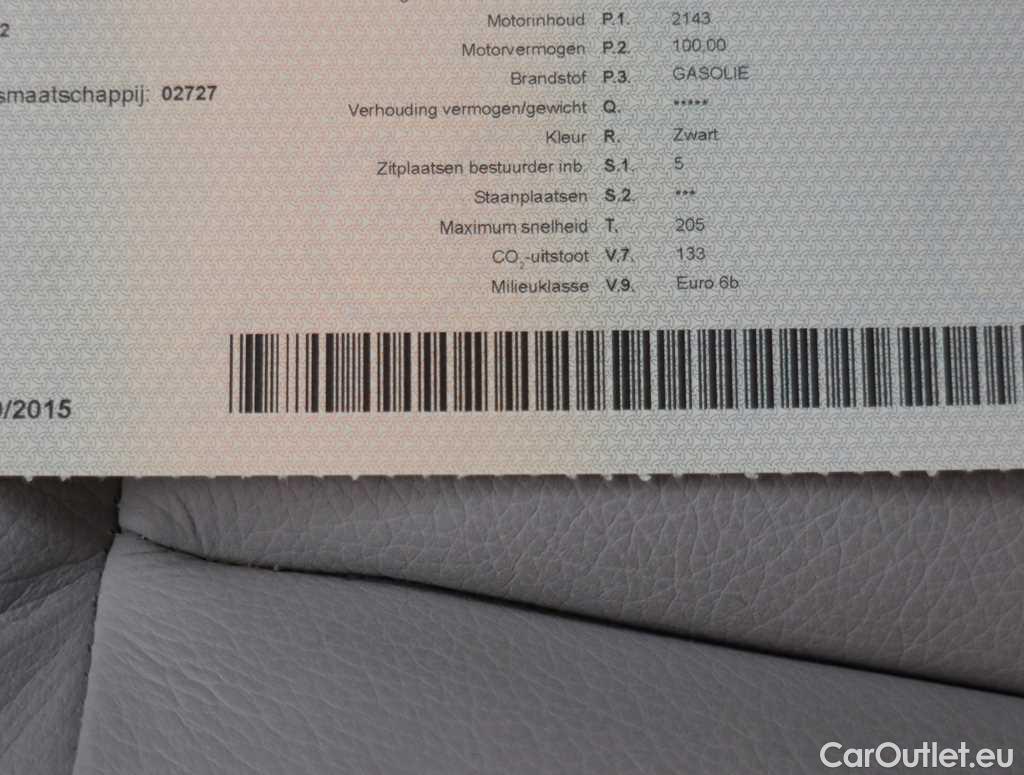 Motorinhoud P.1. 2143
2
Motorvermogen P.2. 100,00
Brandstof P.3. GASOLIE
smaatschappij: 02727
Verhouding vermogen/gewicht Q. *****
Kleur R. Zwart
Zitplaatsen bestuurder inb. S.1. 5
Staanplaatsen S.2. ***
Maximum snelheid T. 205
CO2-uitstoot V.7. 133
Milieuklasse V.9. Euro 6b
/2015
CarOutlet.eu